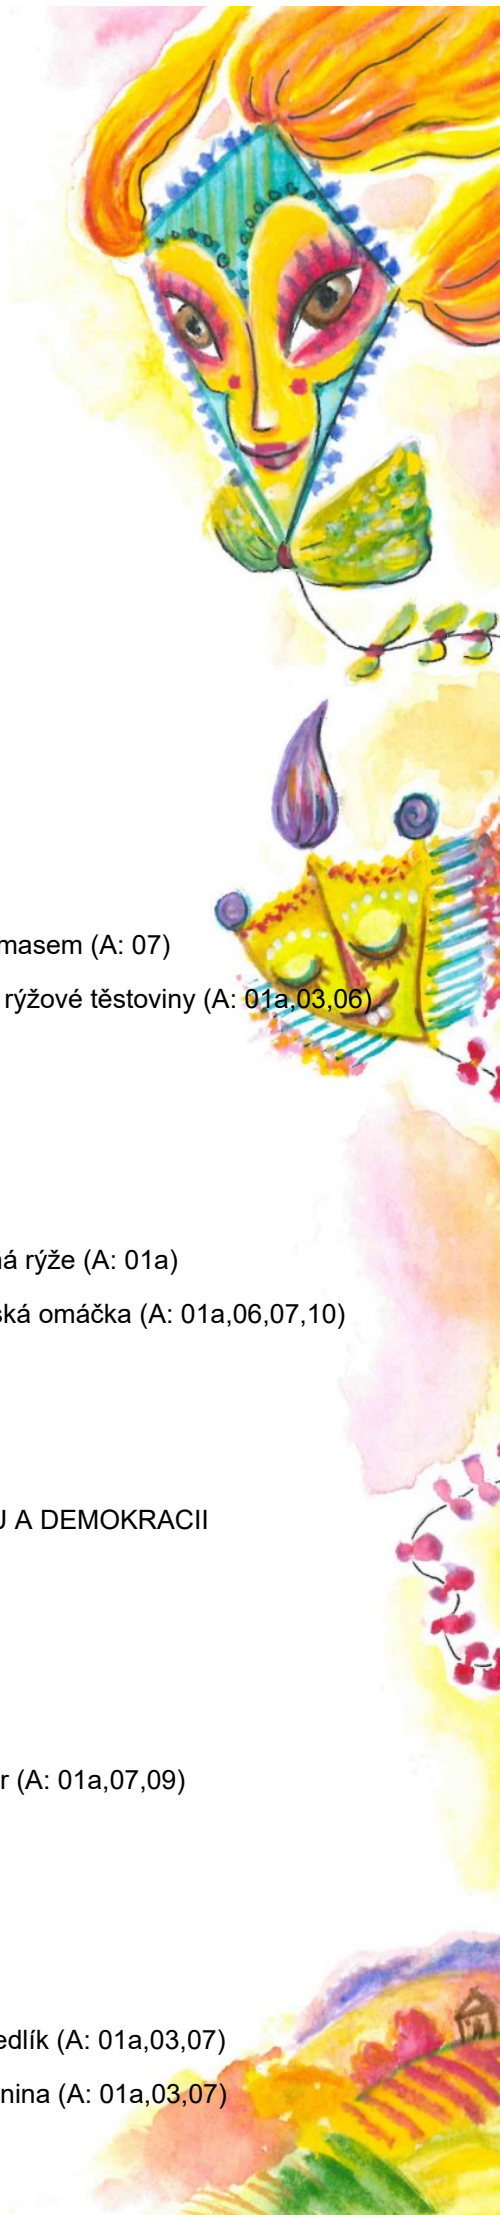 masem (A: 07)
rýžové těstoviny (A: 01a,03,06)
á rýže (A: 01a)
ská omáčka (A: 01a,06,07,10)
U A DEMOKRACII
r (A: 01a,07,09)
edlík (A: 01a,03,07)
nina (A: 01a,03,07)